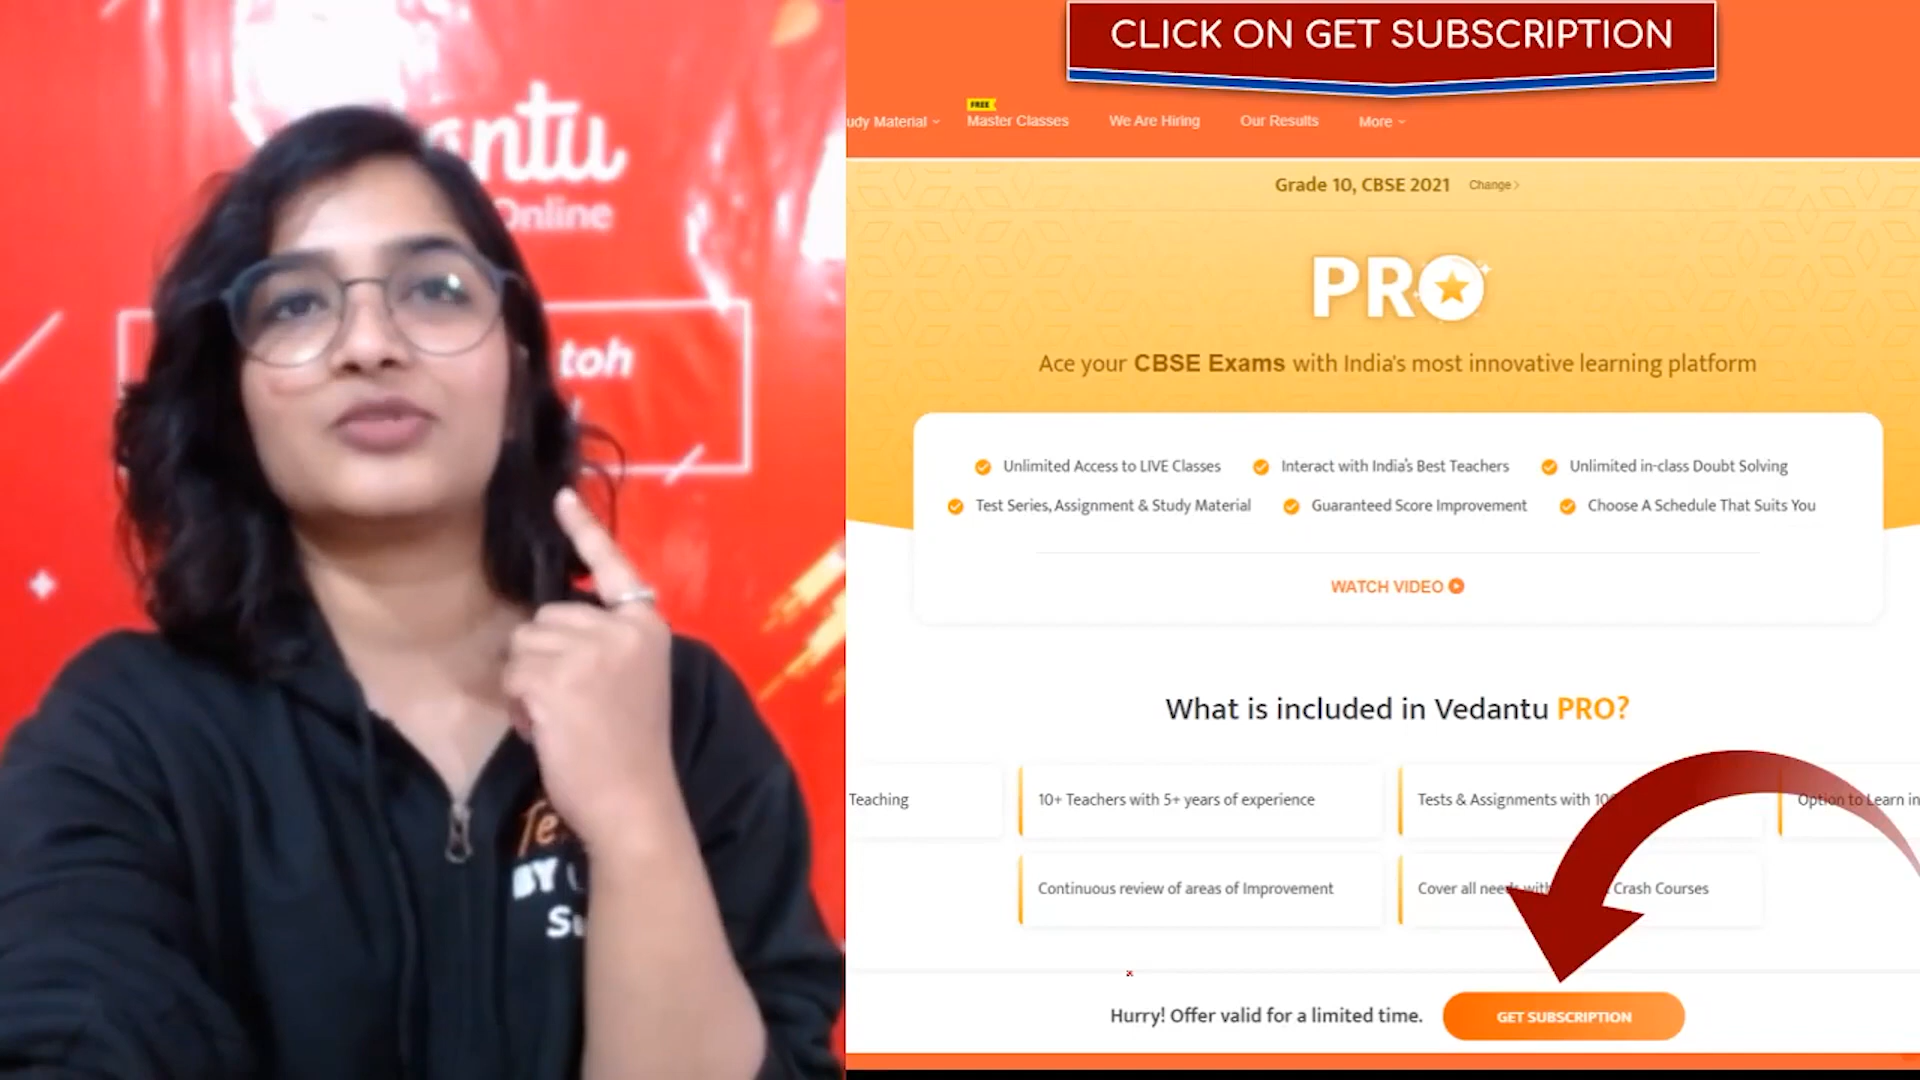 Online
toh
BY
CLICK ON GET SUBSCRIPTION
FREE
Material
Master Classes
We Are Hiring
Our Results
More
Grade 10, CBSE 2021
Change
PRO
Ace your CBSE Exams with India's most innovative learning platform
Unlimited Access to LIVE Classes
Interact with India's Best Teachers
Unlimited in-class Doubt Solving
Test Series, Assignment & Study Material
Guaranteed Score Improvement
Choose A Schedule That Suits You
WATCH VIDEO
What is included in Vedantu PRO?
Teaching
10+ Teachers with 5+ years of experience
Tests & Assignments with
Option to Learn in
Continuous review of areas of Improvement
Cover all needs with Crash Courses
Hurry! Offer valid for a limited time.
GET SUBSCRIPTION